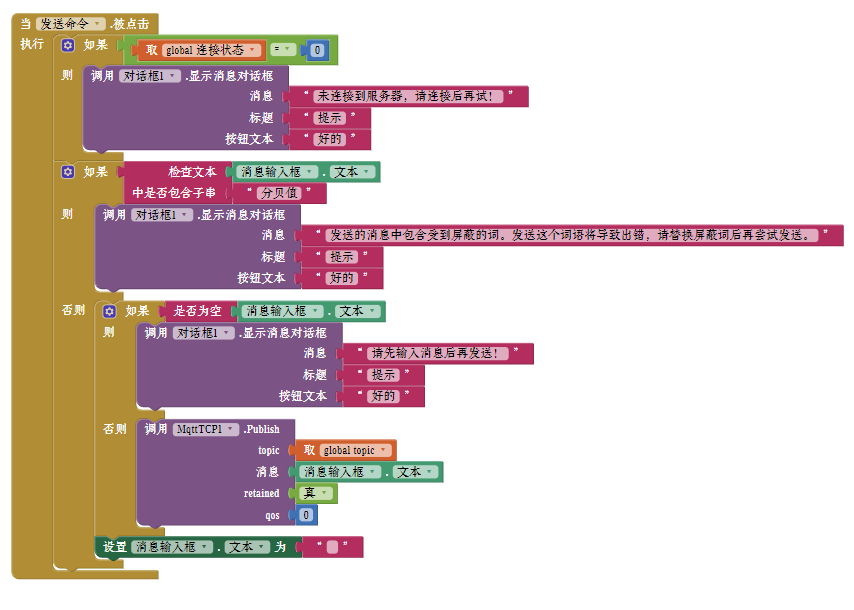 当 发送命令 .被点击
执行 如果 取 global 连接状态 = 0
则 调用 对话框1 .显示消息对话框
消息 “ 未连接到服务器，请连接后再试！ ”
标题 “ 提示 ”
按钮文本 “ 好的 ”
如果 检查文本 消息输入框 . 文本
中是否包含子串 “ 分贝值 ”
则 调用 对话框1 .显示消息对话框
消息 “ 发送的消息中包含受到屏蔽的词。发送这个词语将导致出错，请替换屏蔽词后再尝试发送。 ”
标题 “ 提示 ”
按钮文本 “ 好的 ”
否则 如果 是否为空 消息输入框 . 文本
则 调用 对话框1 .显示消息对话框
消息 “ 请先输入消息后再发送！ ”
标题 “ 提示 ”
按钮文本 “ 好的 ”
否则 调用 MqttTCP1 .Publish
topic 取 global topic
消息 消息输入框 . 文本
retained 真
qos 0
设置 消息输入框 . 文本 为 “ ”